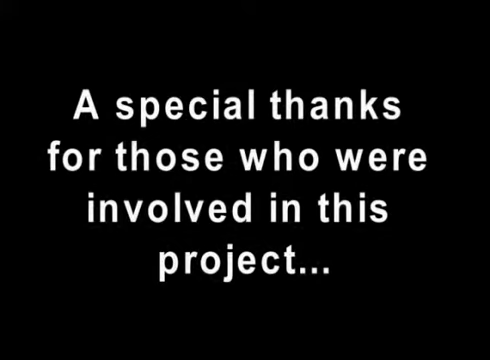 A special thanks
for those who were
involved in this
project...